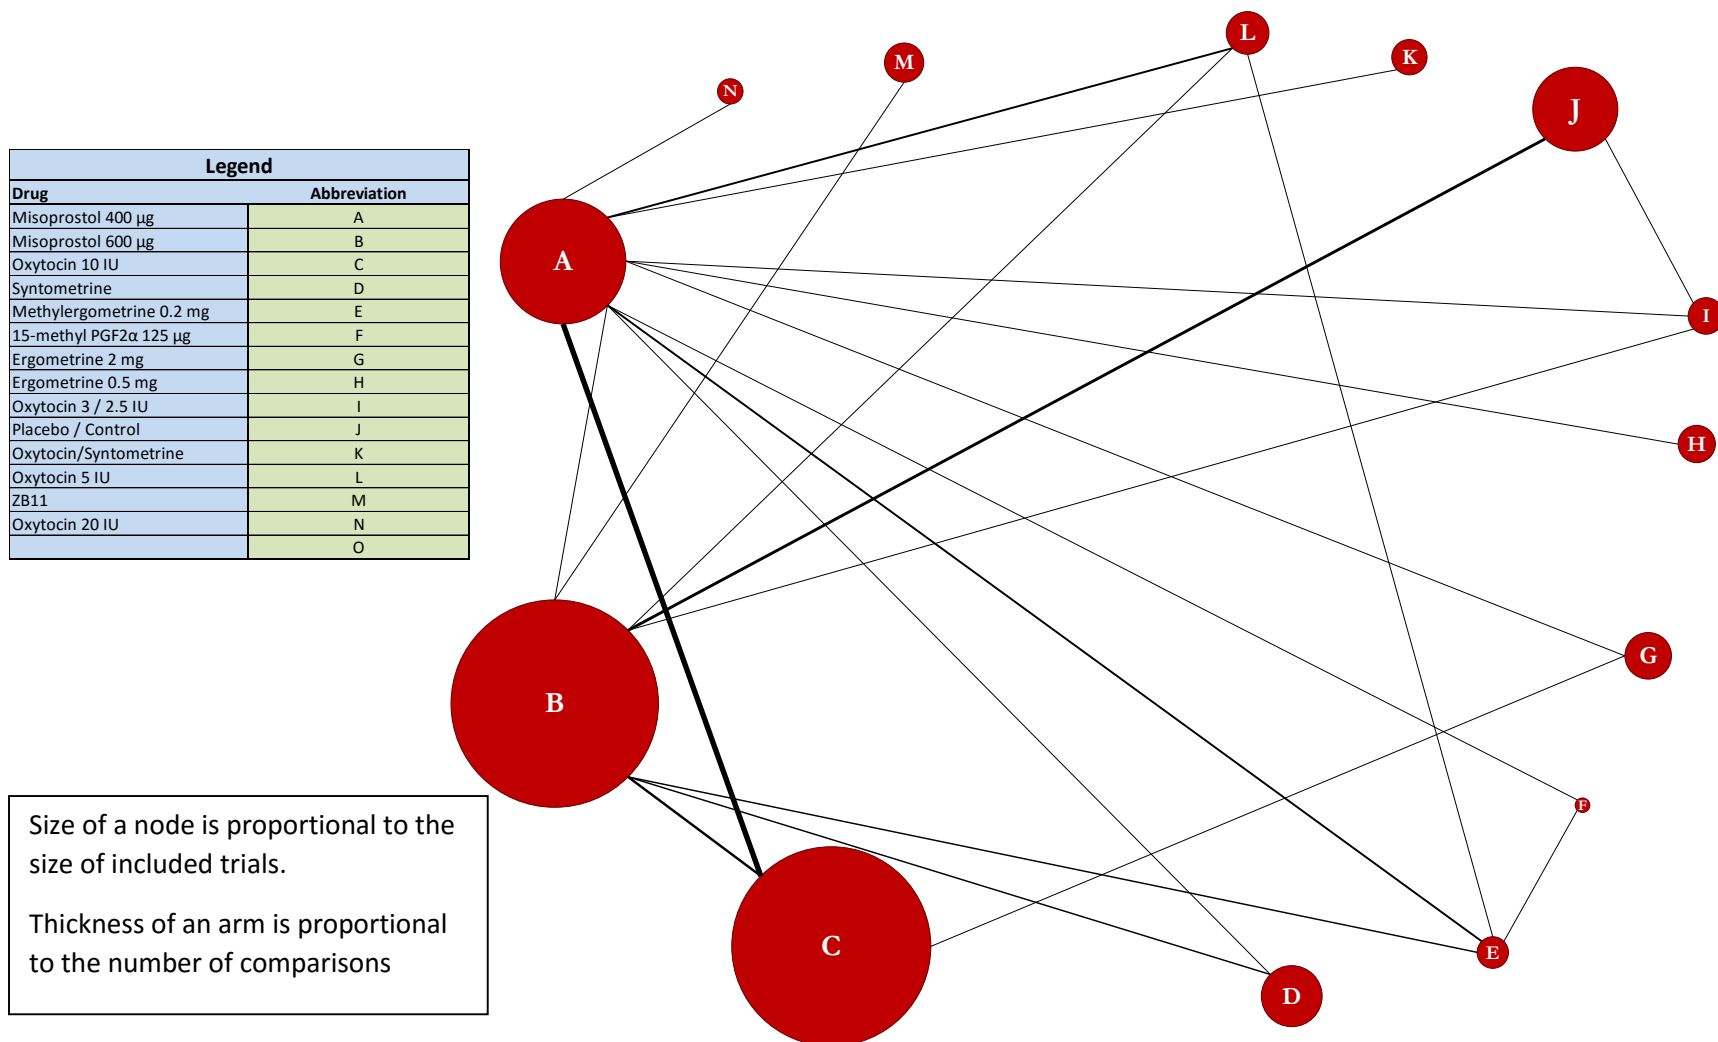 L
K
M
N
J
Legend
Drug Abbreviation
Misoprostol 400 µg A
Misoprostol 600 µg B
Oxytocin 10 IU C
Syntometrine D
Methylergometrine 0.2 mg E
15-methyl PGF2α 125 µg F
Ergometrine 2 mg G
Ergometrine 0.5 mg H
Oxytocin 3 / 2.5 IU I
Placebo / Control J
Oxytocin/Syntometrine K
Oxytocin 5 IU L
ZB11 M
Oxytocin 20 IU N
O
A
I
H
G
B
F
Size of a node is proportional to the
size of included trials.
Thickness of an arm is proportional
to the number of comparisons
C
E
D